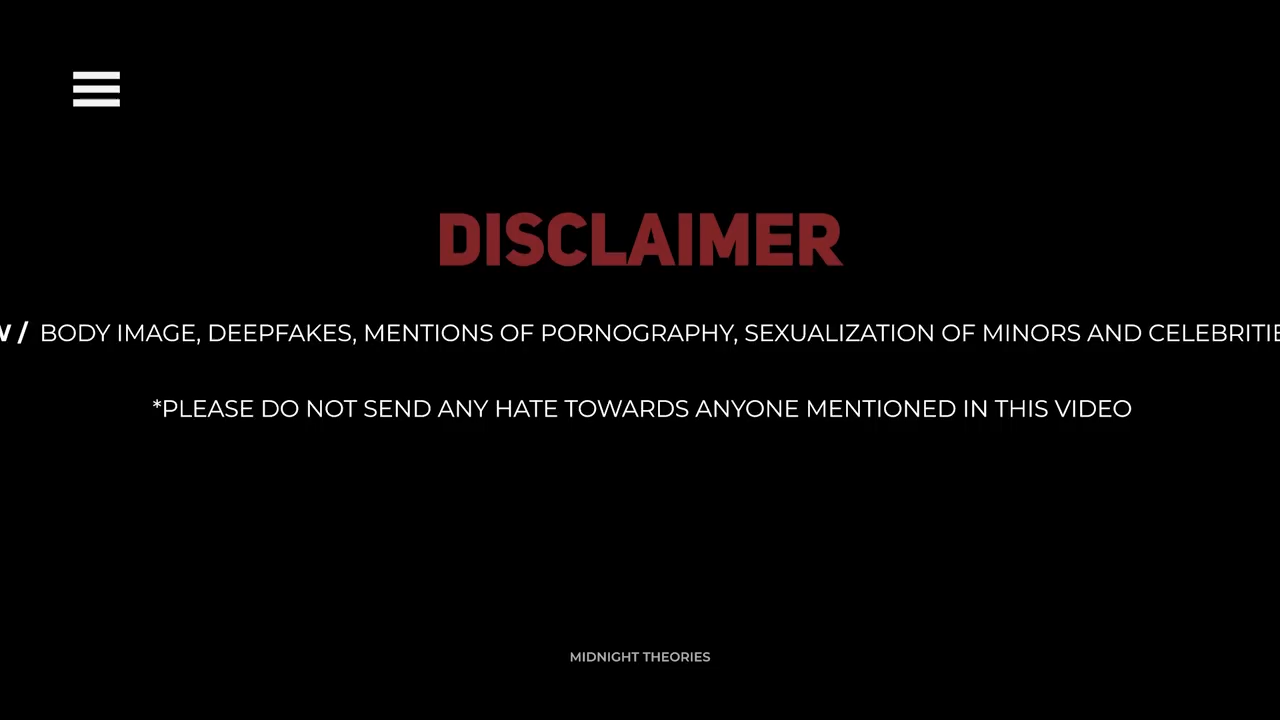 DISCLAIMER
/ BODY IMAGE, DEEPFAKES, MENTIONS OF PORNOGRAPHY, SEXUALIZATION OF MINORS AND
*PLEASE DO NOT SEND ANY HATE TOWARDS ANYONE MENTIONED IN THIS VIDEO
MIDNIGHT THEORIES